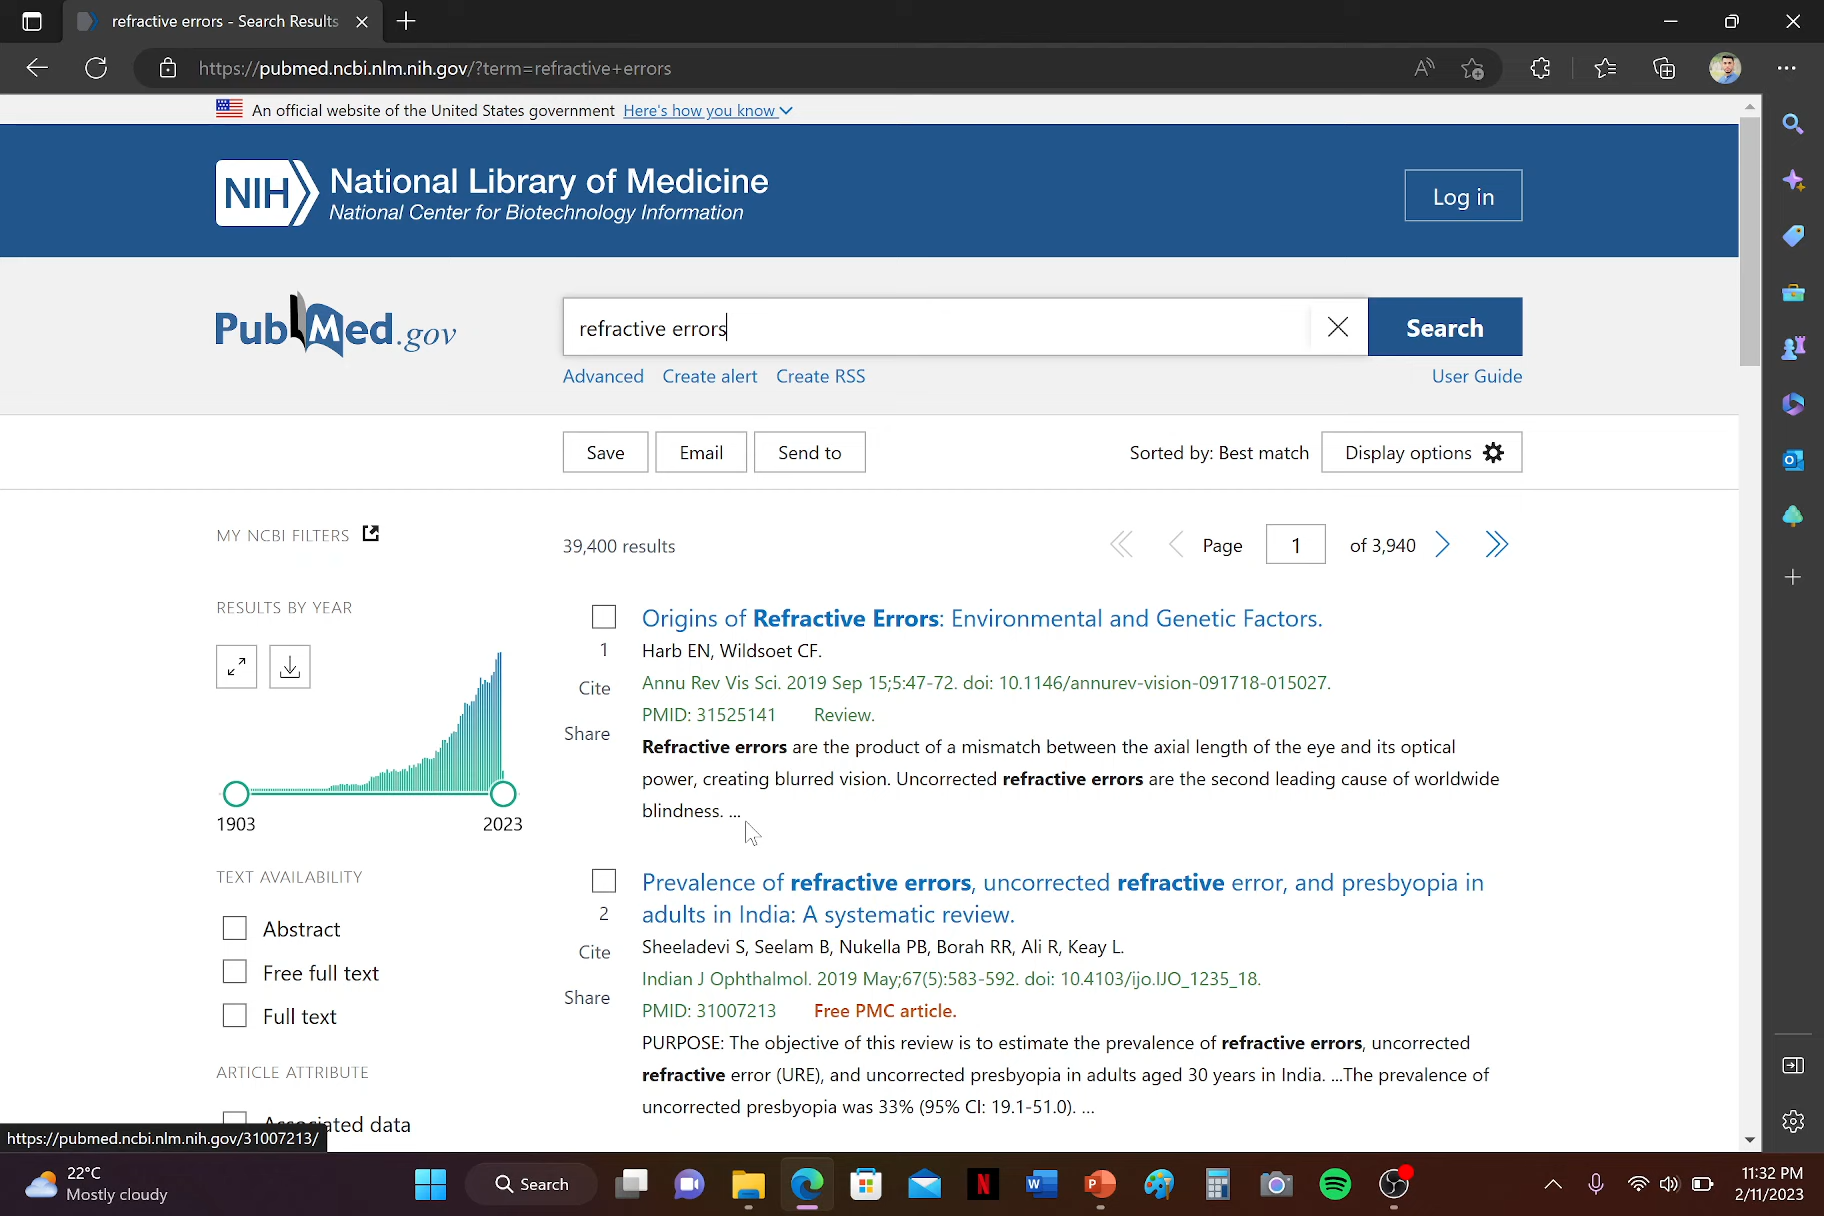 refractive errors - Search Results
https://pubmed.ncbi.nlm.nih.gov/?term=refractive+errors
An official website of the United States government Here's how you know
NIH National Library of Medicine
National Center for Biotechnology Information
Log in
PubMed.gov
refractive errors
Search
Advanced Create alert Create RSS
User Guide
Save Email Send to
Sorted by: Best match Display options
MY NCBI FILTERS
39,400 results
Page 1 of 3,940
RESULTS BY YEAR
1903 2023
TEXT AVAILABILITY
Abstract
Free full text
Full text
ARTICLE ATTRIBUTE
Associated data
Origins of Refractive Errors: Environmental and Genetic Factors.
1 Harb EN, Wildsoet CF.
Cite Annu Rev Vis Sci. 2019 Sep 15;5:47-72. doi: 10.1146/annurev-vision-091718-015027.
PMID: 31525141 Review.
Share
Refractive errors are the product of a mismatch between the axial length of the eye and its optical
power, creating blurred vision. Uncorrected refractive errors are the second leading cause of worldwide
blindness. ...
Prevalence of refractive errors, uncorrected refractive error, and presbyopia in
2 adults in India: A systematic review.
Cite Sheeladevi S, Seelam B, Nukella PB, Borah RR, Ali R, Keay L.
Indian J Ophthalmol. 2019 May;67(5):583-592. doi: 10.4103/ijo.IJO_1235_18.
Share
PMID: 31007213 Free PMC article.
PURPOSE: The objective of this review is to estimate the prevalence of refractive errors, uncorrected
refractive error (URE), and uncorrected presbyopia in adults aged 30 years in India. ...The prevalence of
uncorrected presbyopia was 33% (95% CI: 19.1-51.0). ...
https://pubmed.ncbi.nlm.nih.gov/31007213/
22°C
Mostly cloudy
Search
11:32 PM
2/11/2023